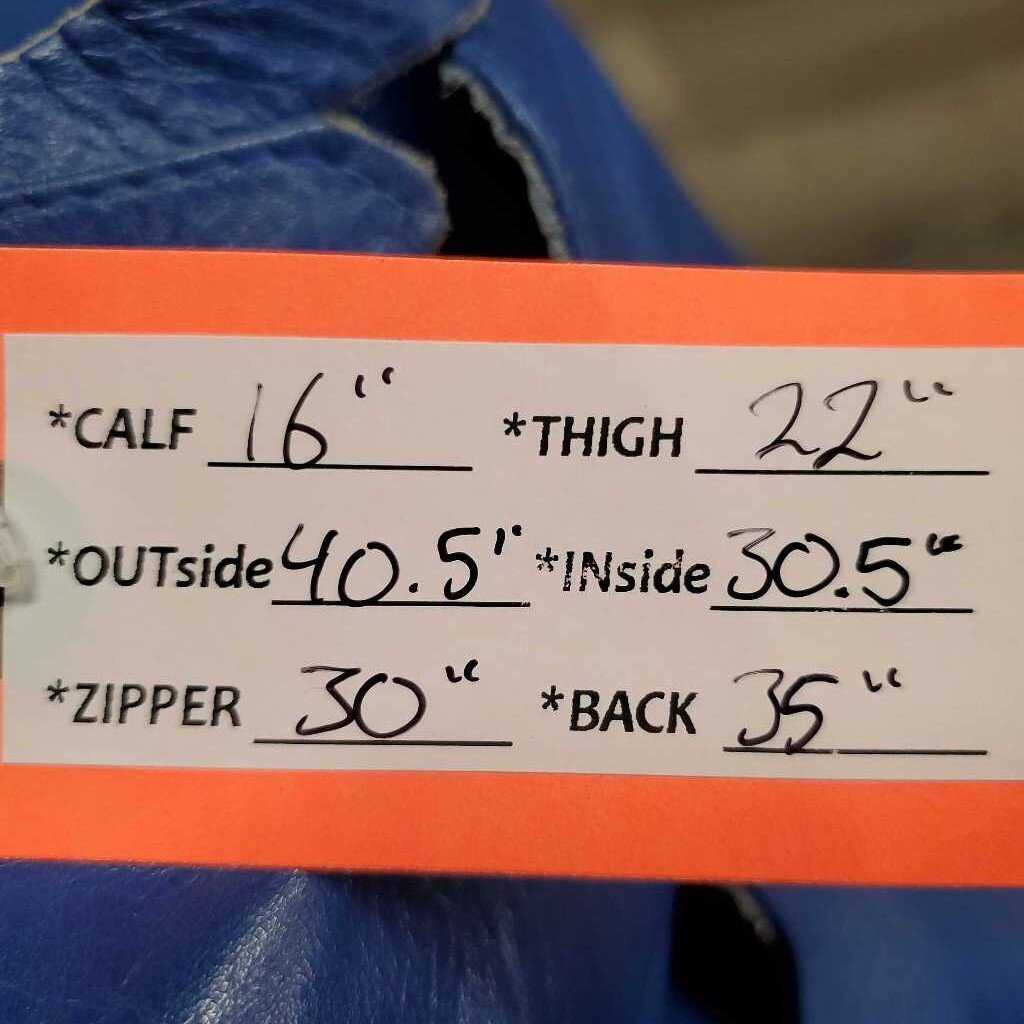 *CALF 16" *THIGH 22"
*OUTside 40.5" *INside 30.5"
*ZIPPER 30" *BACK 35"